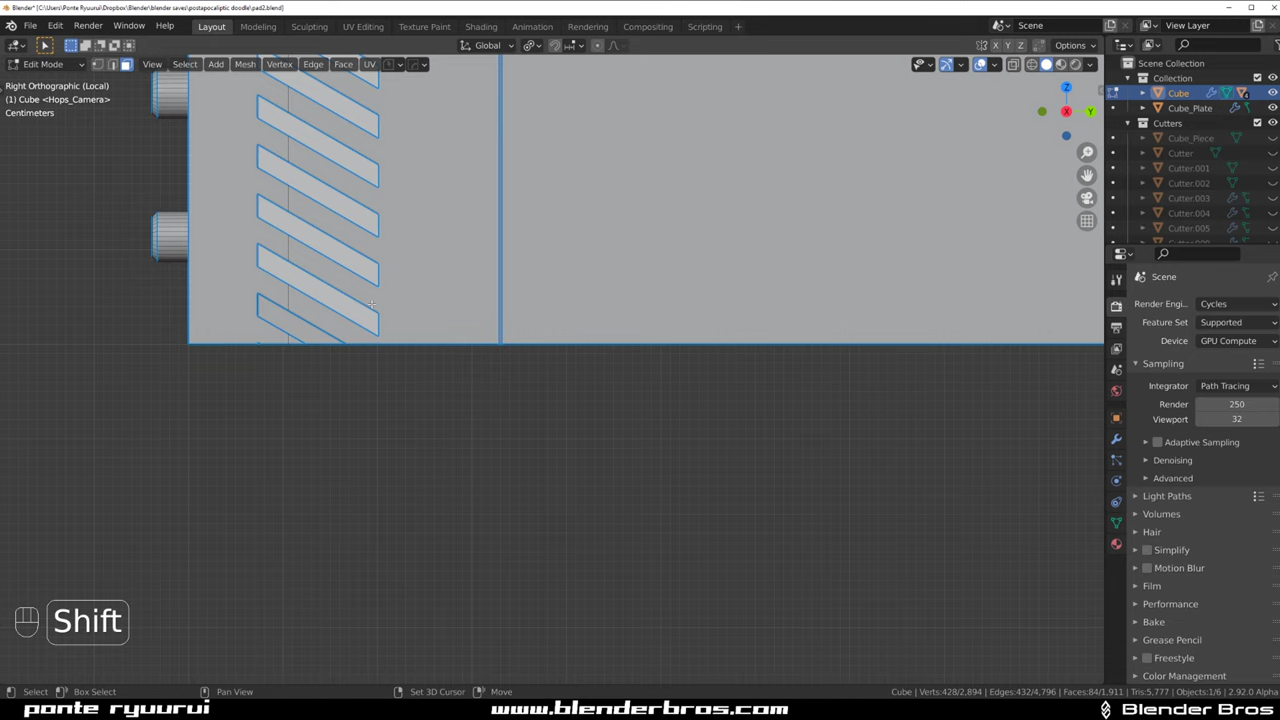 Blender* [C:\Users\Ponte Ryuurui\Dropbox\Blender\blender saves\postapocaliptic doodle\pad2.blend]
File Edit Render Window Help Layout Modeling Sculpting UV Editing Texture Paint Shading Animation Rendering Compositing Scripting Scene View Layer
Global X Y Z Options
Edit Mode View Select Add Mesh Vertex Edge Face UV
Right Orthographic (Local)
(1) Cube <Hops_Camera>
Centimeters
Z
X
Y
Scene Collection
Collection
Cube
Cube_Plate
Cutters
Cube_Piece
Cutter
Cutter.001
Cutter.002
Cutter.003
Cutter.004
Cutter.005
Scene
Render Engi.. Cycles
Feature Set Supported
Device GPU Compute
Sampling
Integrator Path Tracing
Render 250
Viewport 32
Adaptive Sampling
Denoising
Advanced
Light Paths
Volumes
Hair
Simplify
Motion Blur
Film
Performance
Bake
Grease Pencil
Freestyle
Color Management
Shift
Select Box Select Pan View Set 3D Cursor Move Cube | Verts:428/2,894 | Edges:432/4,796 | Faces:84/1,911 | Tris:5,777 | Objects:1/6 | 2.92.0 Alpha
ponte ryuurui www.blenderbros.com Blender Bros